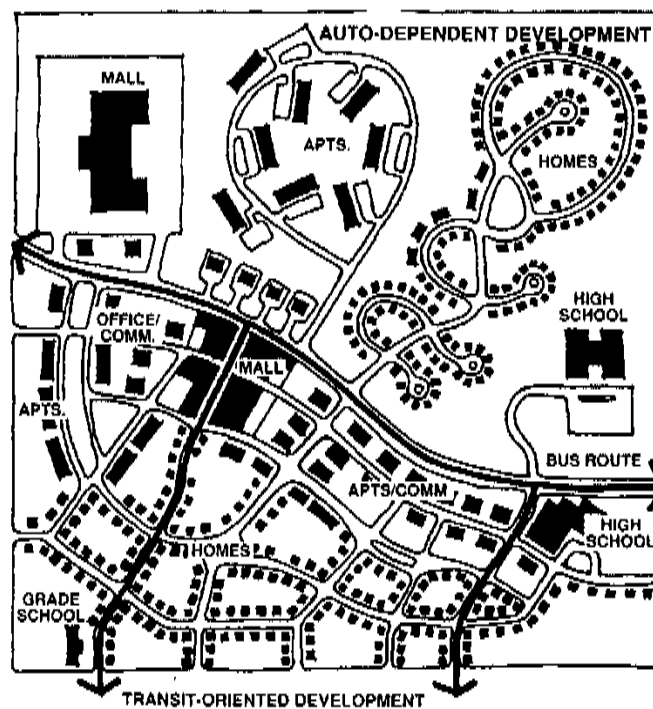 AUTO-DEPENDENT DEVELOPMENT
MALL
APTS.
HOMES
HIGH
SCHOOL
OFFICE/
COMM.
MALL
APTS.
BUS ROUTE
APTS/COMM
HIGH
SCHOOL
HOMES
GRADE
SCHOOL
TRANSIT-ORIENTED DEVELOPMENT